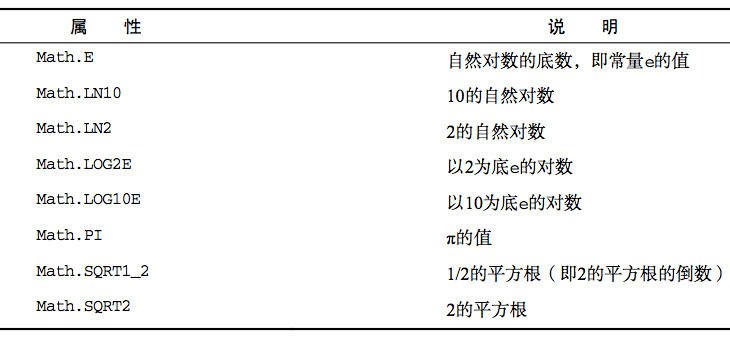 属 性 说 明
Math.E 自然对数的底数，即常量e的值
Math.LN10 10的自然对数
Math.LN2 2的自然对数
Math.LOG2E 以2为底e的对数
Math.LOG10E 以10为底e的对数
Math.PI π的值
Math.SQRT1_2 1/2的平方根（即2的平方根的倒数）
Math.SQRT2 2的平方根